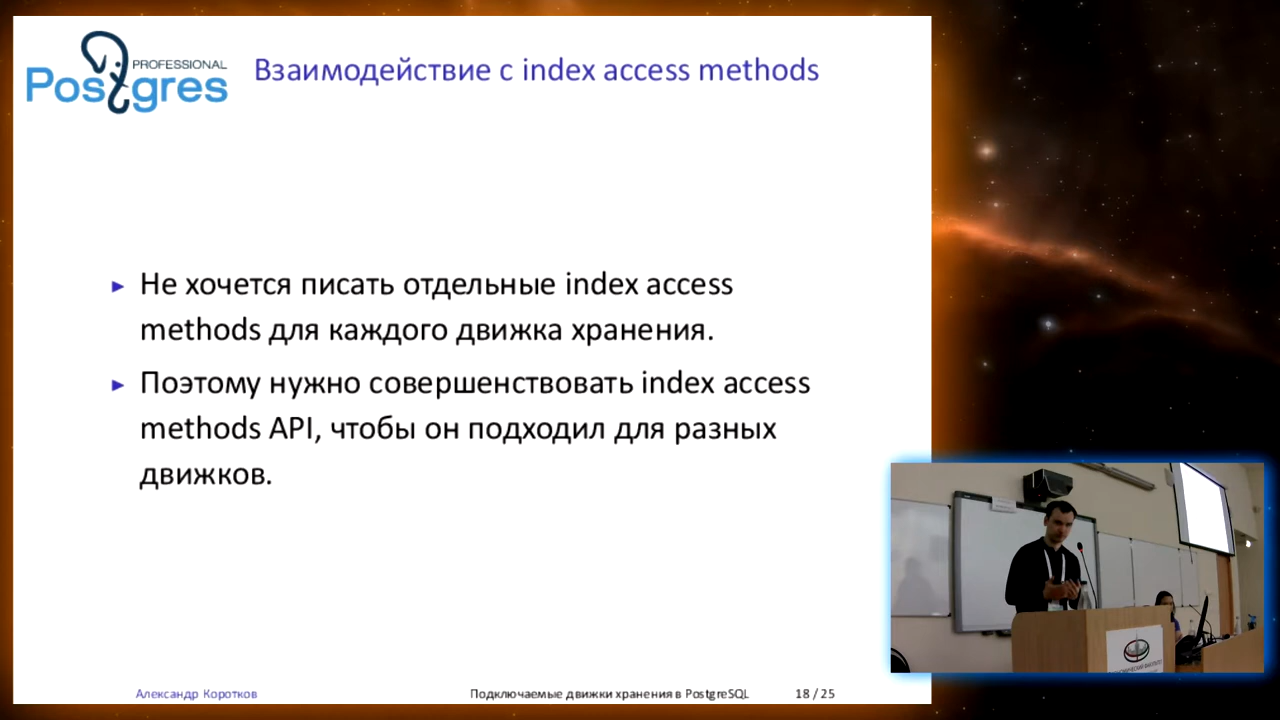 PROFESSIONAL
Postgres
Взаимодействие с index access methods
Не хочется писать отдельные index access
methods для каждого движка хранения.
Поэтому нужно совершенствовать index access
methods API, чтобы он подходил для разных
движков.
Александр Коротков
Подключаемые движки хранения в PostgreSQL
18 / 25